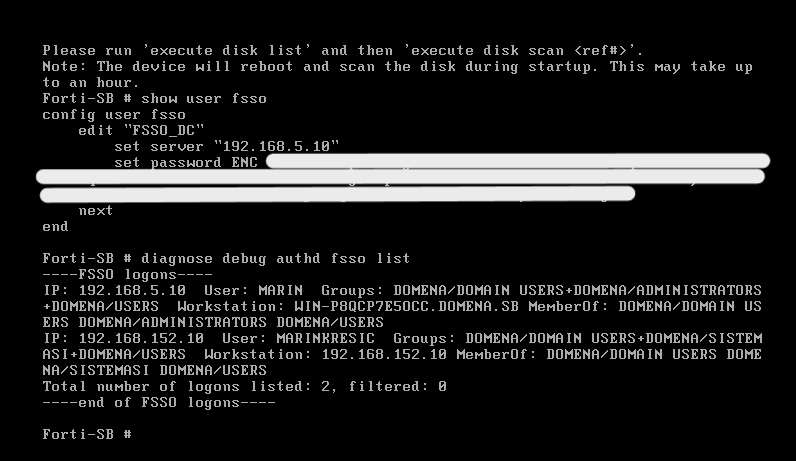 Please run 'execute disk list' and then 'execute disk scan <ref#>'.
Note: The device will reboot and scan the disk during startup. This may take up
to an hour.
Forti-SB # show user fsso
config user fsso
    edit "FSSO_DC"
        set server "192.168.5.10"
        set password ENC
    next
end

Forti-SB # diagnose debug authd fsso list
----FSSO logons----
IP: 192.168.5.10  User: MARIN  Groups: DOMENA/DOMAIN USERS+DOMENA/ADMINISTRATORS
+DOMENA/USERS  Workstation: WIN-P8QCP7E5OCC.DOMENA.SB MemberOf: DOMENA/DOMAIN US
ERS DOMENA/ADMINISTRATORS DOMENA/USERS
IP: 192.168.152.10  User: MARINKRESIC  Groups: DOMENA/DOMAIN USERS+DOMENA/SISTEM
ASI+DOMENA/USERS  Workstation: 192.168.152.10 MemberOf: DOMENA/DOMAIN USERS DOME
NA/SISTEMASI DOMENA/USERS
Total number of logons listed: 2, filtered: 0
----end of FSSO logons----

Forti-SB #